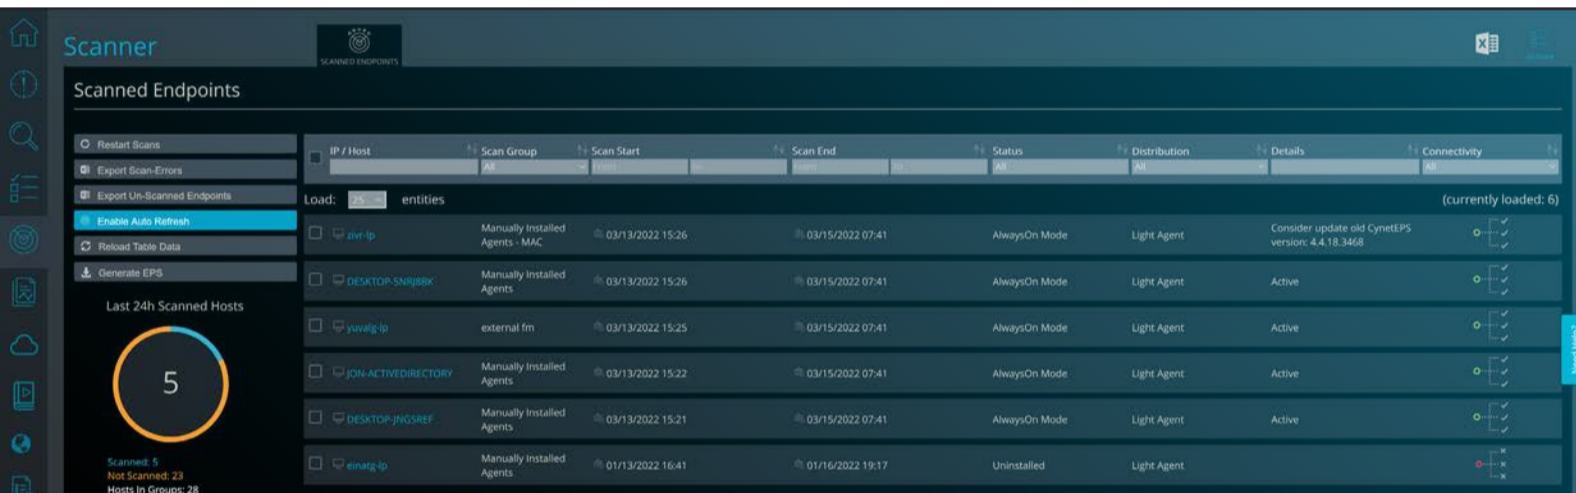 Scanner
SCANNED ENDPOINTS
Scanned Endpoints
Restart Scans
Export Scan-Errors
Export Un-Scanned Endpoints
Enable Auto Refresh
Reload Table Data
Generate EPS
Last 24h Scanned Hosts
5
Scanned: 5
Not Scanned: 23
Hosts In Groups: 28
IP / Host Scan Group Scan Start Scan End Status Distribution Details Connectivity
All From To From To All All All
Load: 25 entities (currently loaded: 6)
zivr-lp Manually Installed Agents - MAC 03/13/2022 15:26 03/15/2022 07:41 AlwaysOn Mode Light Agent Consider update old CynetEPS version: 4.4.18.3468
DESKTOP-SNRJ8BK Manually Installed Agents 03/13/2022 15:26 03/15/2022 07:41 AlwaysOn Mode Light Agent Active
yuvalg-lp external fm 03/13/2022 15:25 03/15/2022 07:41 AlwaysOn Mode Light Agent Active
JON-ACTIVEDIRECTORY Manually Installed Agents 03/13/2022 15:22 03/15/2022 07:41 AlwaysOn Mode Light Agent Active
DESKTOP-JNGSREF Manually Installed Agents 03/13/2022 15:21 03/15/2022 07:41 AlwaysOn Mode Light Agent Active
einatg-lp Manually Installed Agents 01/13/2022 16:41 01/16/2022 19:17 Uninstalled Light Agent
Need Help?